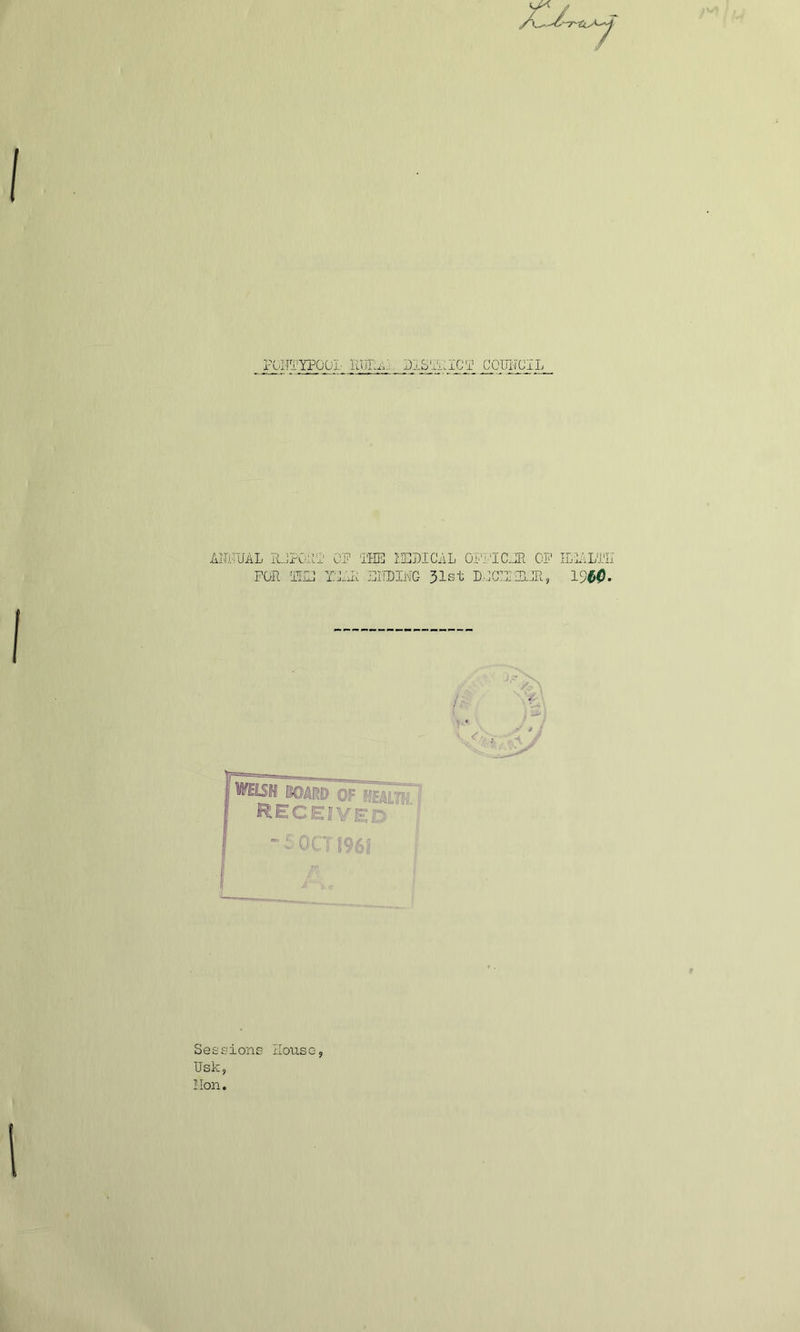 Library
PONTYPOOL RURAL DISTRICT COUNCIL
ANNUAL REPORT OF THE MEDICAL OFFICER OF HEALTH
FOR THE YEAR ENDING 31st DECEMBER, 1960.
WELSH BOARD OF HEALTH.
RECEIVED
-5 OCT 1961
A.
Sessions House,
Usk,
Mon.